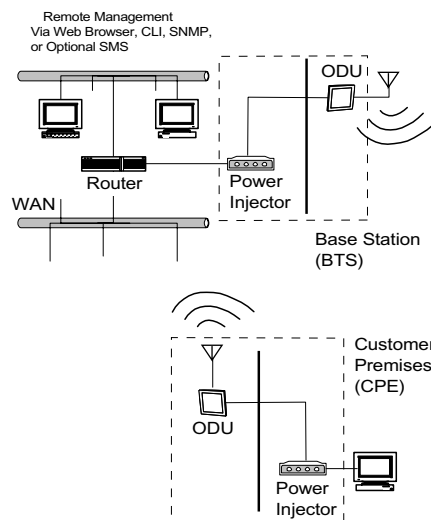 Remote Management
Via Web Browser, CLI, SNMP,
or Optional SMS
ODU
Router
Power
Injector
WAN
Base Station
(BTS)
Customer
Premises
(CPE)
ODU
Power
Injector